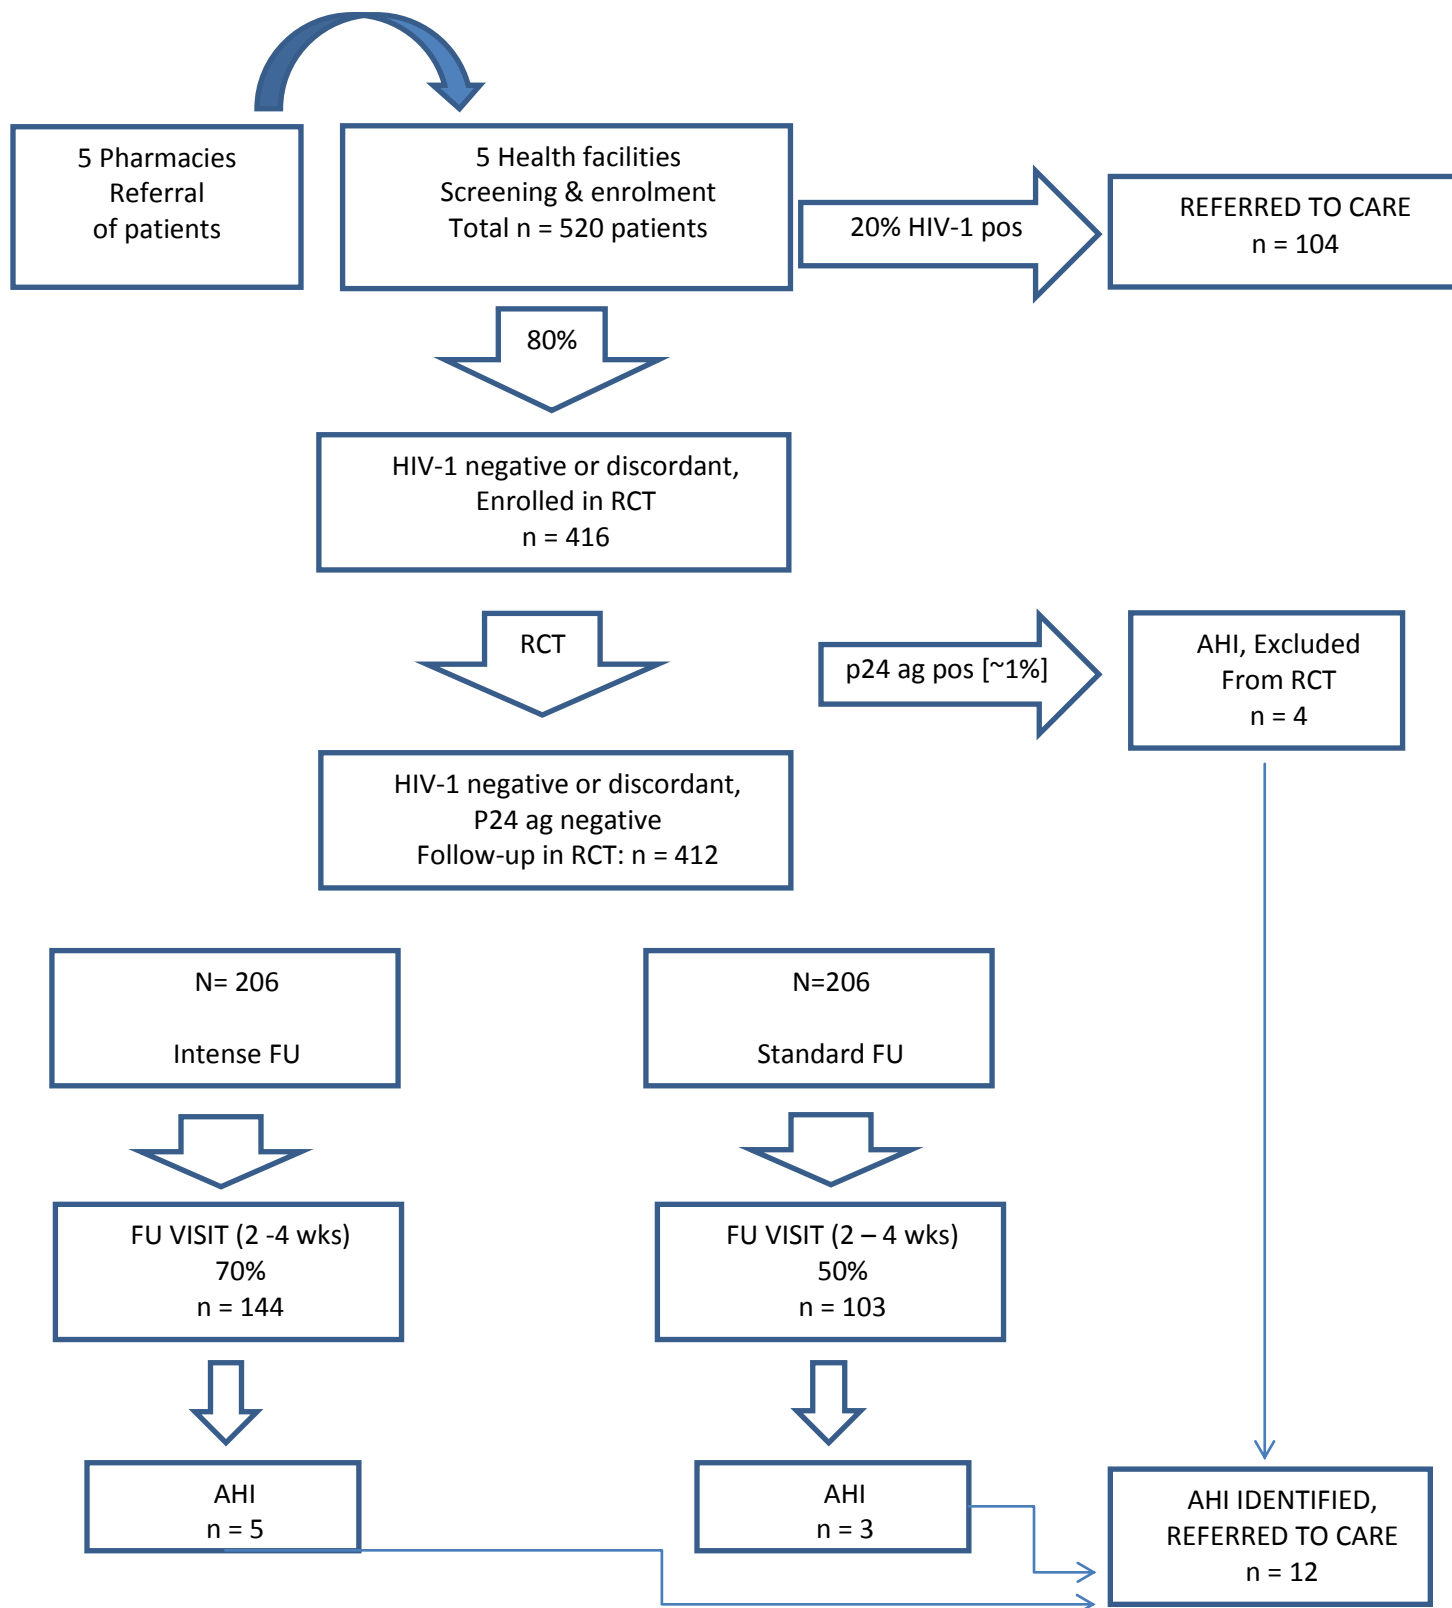 5 Pharmacies
Referral
of patients
5 Health facilities
Screening & enrolment
Total n = 520 patients
20% HIV-1 pos
REFERRED TO CARE
n = 104
80%
HIV-1 negative or discordant,
Enrolled in RCT
n = 416
RCT
p24 ag pos [~1%]
AHI, Excluded
From RCT
n = 4
HIV-1 negative or discordant,
P24 ag negative
Follow-up in RCT: n = 412
N= 206
Intense FU
N=206
Standard FU
FU VISIT (2 -4 wks)
70%
n = 144
FU VISIT (2 – 4 wks)
50%
n = 103
AHI
n = 5
AHI
n = 3
AHI IDENTIFIED,
REFERRED TO CARE
n = 12